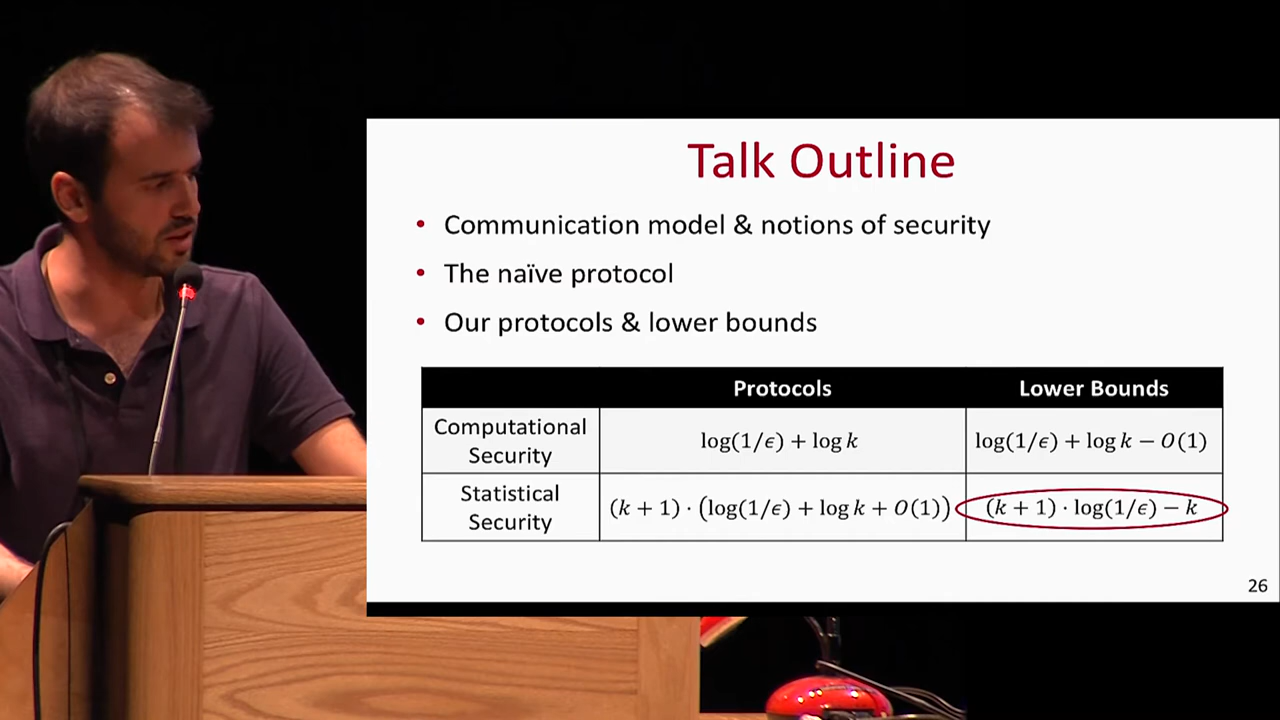 Talk Outline
• Communication model & notions of security
• The naïve protocol
• Our protocols & lower bounds
Protocols Lower Bounds
Computational Security log(1/ϵ) + log k log(1/ϵ) + log k − O(1)
Statistical Security (k + 1) · (log(1/ϵ) + log k + O(1)) (k + 1) · log(1/ϵ) − k
26